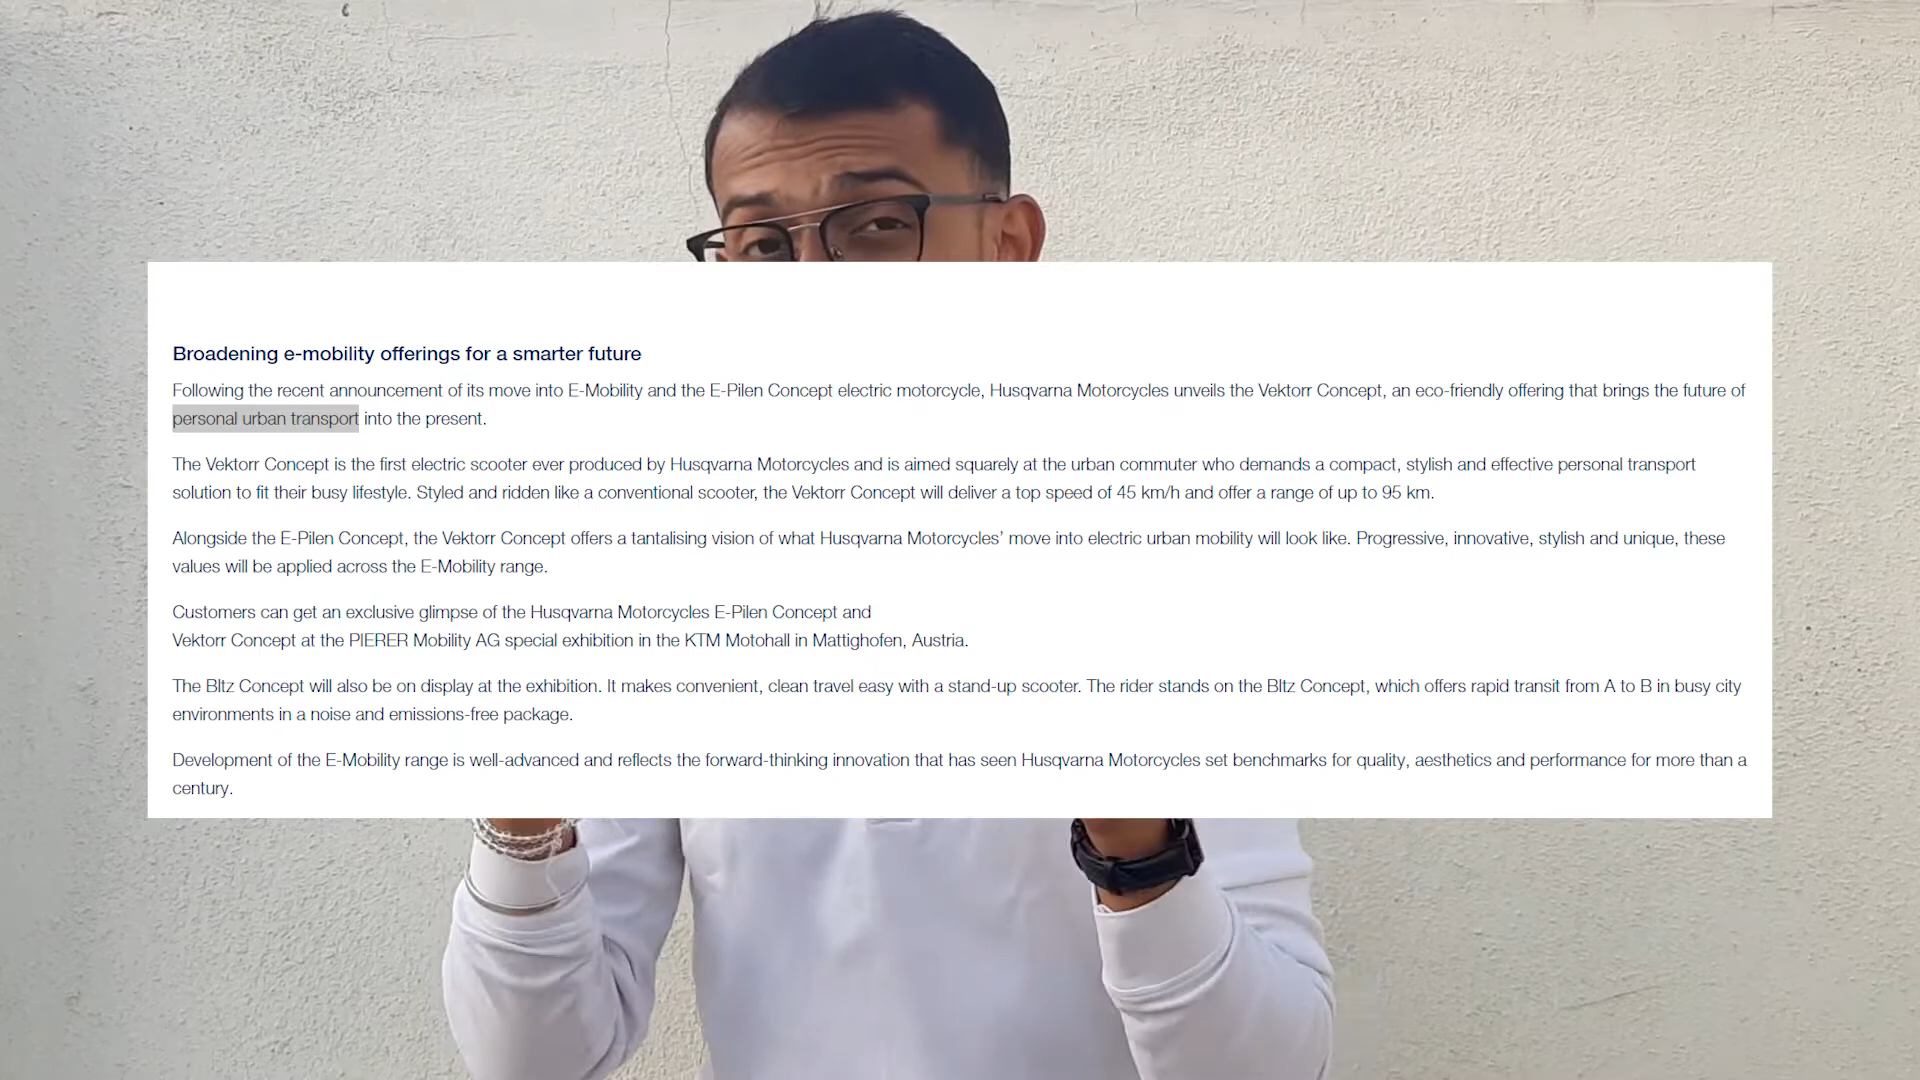 Broadening e-mobility offerings for a smarter future
Following the recent announcement of its move into E-Mobility and the E-Pilen Concept electric motorcycle, Husqvarna Motorcycles unveils the Vektorr Concept, an eco-friendly offering that brings the future of
personal urban transport into the present.
The Vektorr Concept is the first electric scooter ever produced by Husqvarna Motorcycles and is aimed squarely at the urban commuter who demands a compact, stylish and effective personal transport
solution to fit their busy lifestyle. Styled and ridden like a conventional scooter, the Vektorr Concept will deliver a top speed of 45 km/h and offer a range of up to 95 km.
Alongside the E-Pilen Concept, the Vektorr Concept offers a tantalising vision of what Husqvarna Motorcycles’ move into electric urban mobility will look like. Progressive, innovative, stylish and unique, these
values will be applied across the E-Mobility range.
Customers can get an exclusive glimpse of the Husqvarna Motorcycles E-Pilen Concept and
Vektorr Concept at the PIERER Mobility AG special exhibition in the KTM Motohall in Mattighofen, Austria.
The Bltz Concept will also be on display at the exhibition. It makes convenient, clean travel easy with a stand-up scooter. The rider stands on the Bltz Concept, which offers rapid transit from A to B in busy city
environments in a noise and emissions-free package.
Development of the E-Mobility range is well-advanced and reflects the forward-thinking innovation that has seen Husqvarna Motorcycles set benchmarks for quality, aesthetics and performance for more than a
century.